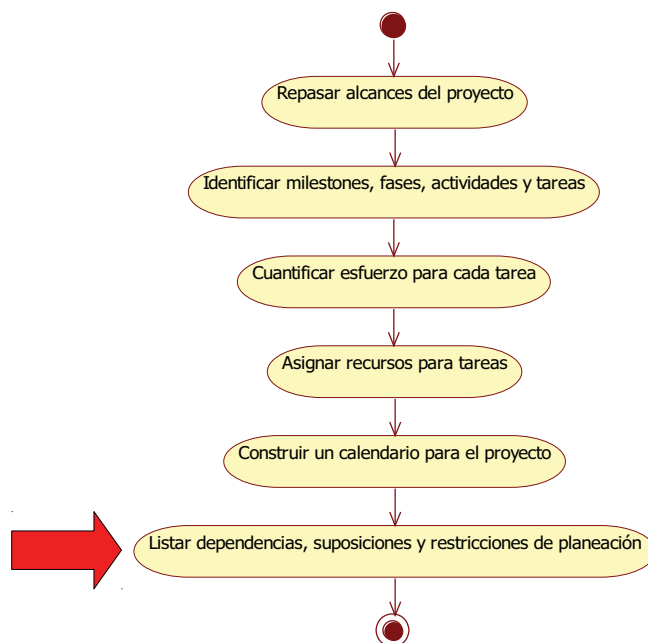 Repasar alcances del proyecto
Identificar milestones, fases, actividades y tareas
Cuantificar esfuerzo para cada tarea
Asignar recursos para tareas
Construir un calendario para el proyecto
Listar dependencias, suposiciones y restricciones de planeación